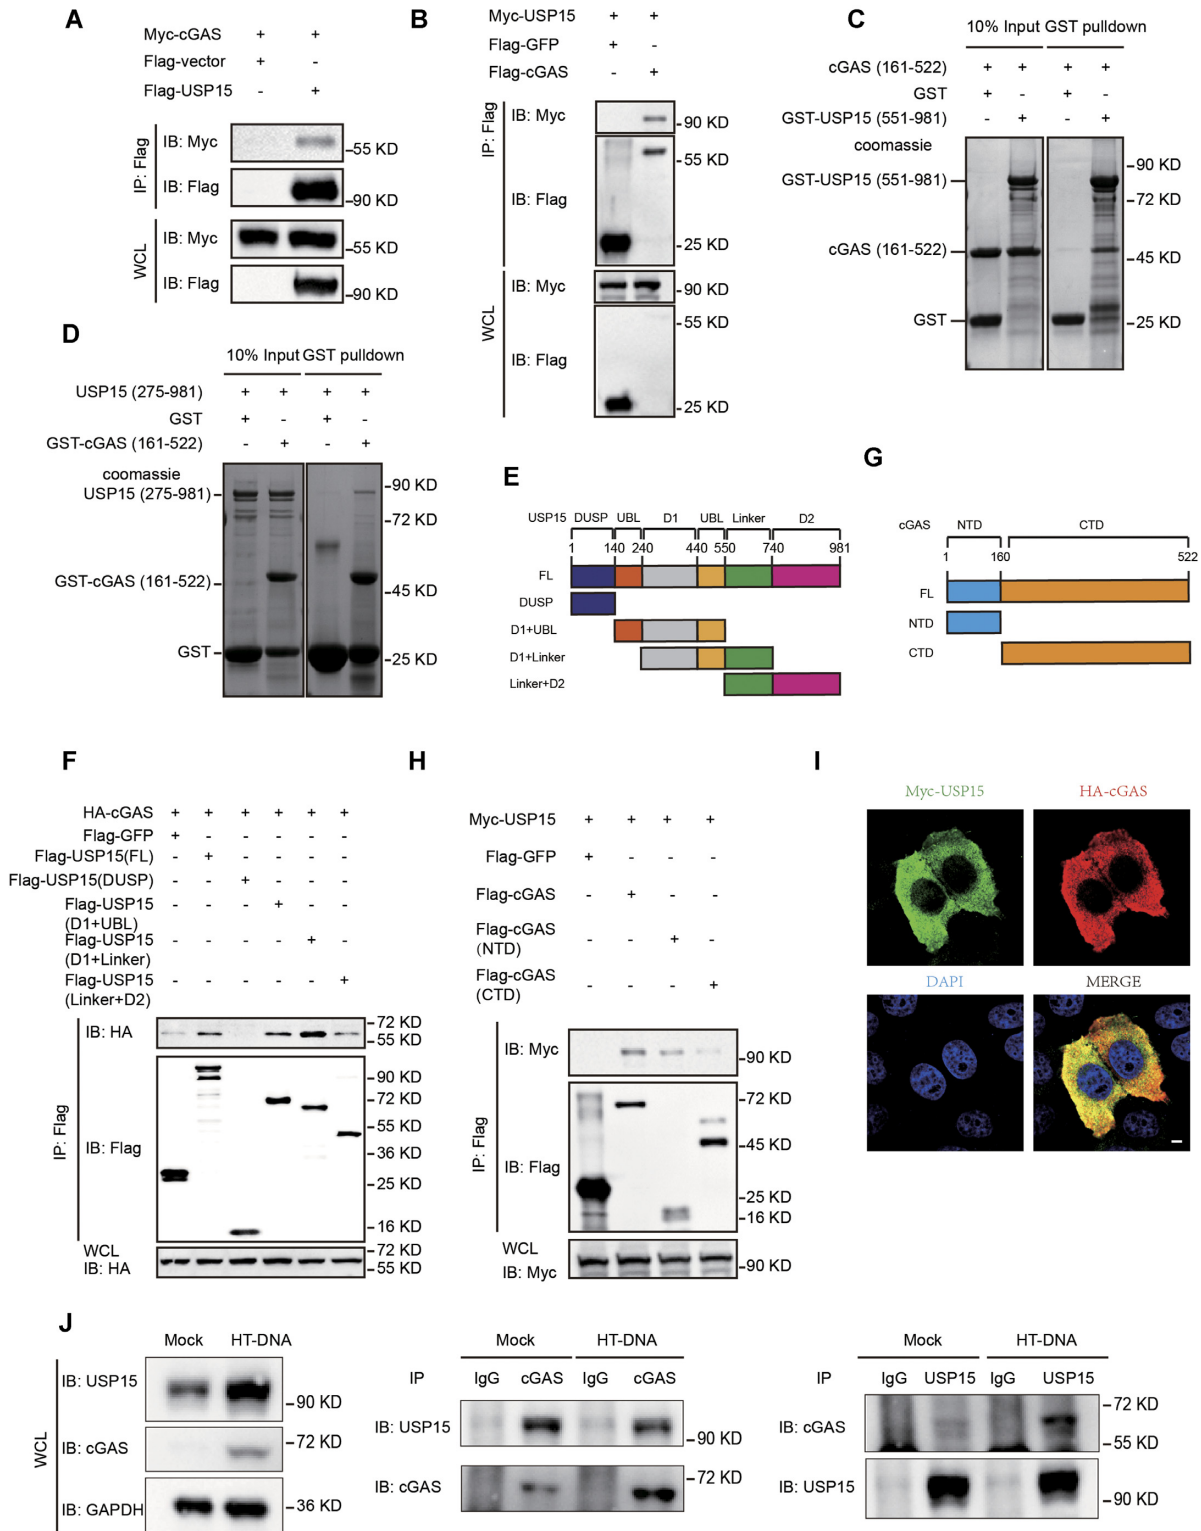 A
Myc-cGAS + +
Flag-vector + -
Flag-USP15 - +
IP: Flag
IB: Myc -55 KD
IB: Flag -90 KD
WCL
IB: Myc -55 KD
IB: Flag -90 KD
B
Myc-USP15 + +
Flag-GFP + -
Flag-cGAS - +
IP: Flag
IB: Myc -90 KD
-55 KD
IB: Flag
-25 KD
WCL
IB: Myc -90 KD
-55 KD
IB: Flag
-25 KD
C
10% Input GST pulldown
cGAS (161-522) + + + +
GST + - + -
GST-USP15 (551-981) - + - +
coomassie
-90 KD
GST-USP15 (551-981)
-72 KD
cGAS (161-522)
-45 KD
GST -25 KD
D
10% Input GST pulldown
USP15 (275-981) + + + +
GST + - + -
GST-cGAS (161-522) - + - +
coomassie
-90 KD
USP15 (275-981)
-72 KD
GST-cGAS (161-522)
-45 KD
GST
-25 KD
E
USP15 DUSP UBL D1 UBL Linker D2
1 140 240 440 550 740 981
FL
DUSP
D1+UBL
D1+Linker
Linker+D2
G
cGAS NTD CTD
1 160 522
FL
NTD
CTD
F
HA-cGAS + + + + + +
Flag-GFP + - - - - -
Flag-USP15(FL) - + - - - -
Flag-USP15(DUSP) - - + - - -
Flag-USP15 - - - + - -
(D1+UBL)
Flag-USP15 - - - - + -
(D1+Linker)
Flag-USP15 - - - - - +
(Linker+D2)
IP: Flag
IB: HA
-72 KD
-55 KD
-90 KD
-72 KD
-55 KD
IB: Flag
-36 KD
-25 KD
-16 KD
WCL
IB: HA
-72 KD
-55 KD
H
Myc-USP15 + + + +
Flag-GFP + - - -
Flag-cGAS - + - -
Flag-cGAS - - + -
(NTD)
Flag-cGAS - - - +
(CTD)
IP: Flag
IB: Myc -90 KD
-72 KD
-45 KD
IB: Flag
-25 KD
-16 KD
WCL
IB: Myc -90 KD
I
Myc-USP15 HA-cGAS
DAPI MERGE
J
Mock HT-DNA
WCL
IB: USP15
-90 KD
IB: cGAS -72 KD
IB: GAPDH -36 KD
Mock HT-DNA
IP IgG cGAS IgG cGAS
IB: USP15
-90 KD
IB: cGAS -72 KD
Mock HT-DNA
IP IgG USP15 IgG USP15
-72 KD
IB: cGAS
-55 KD
IB: USP15
-90 KD